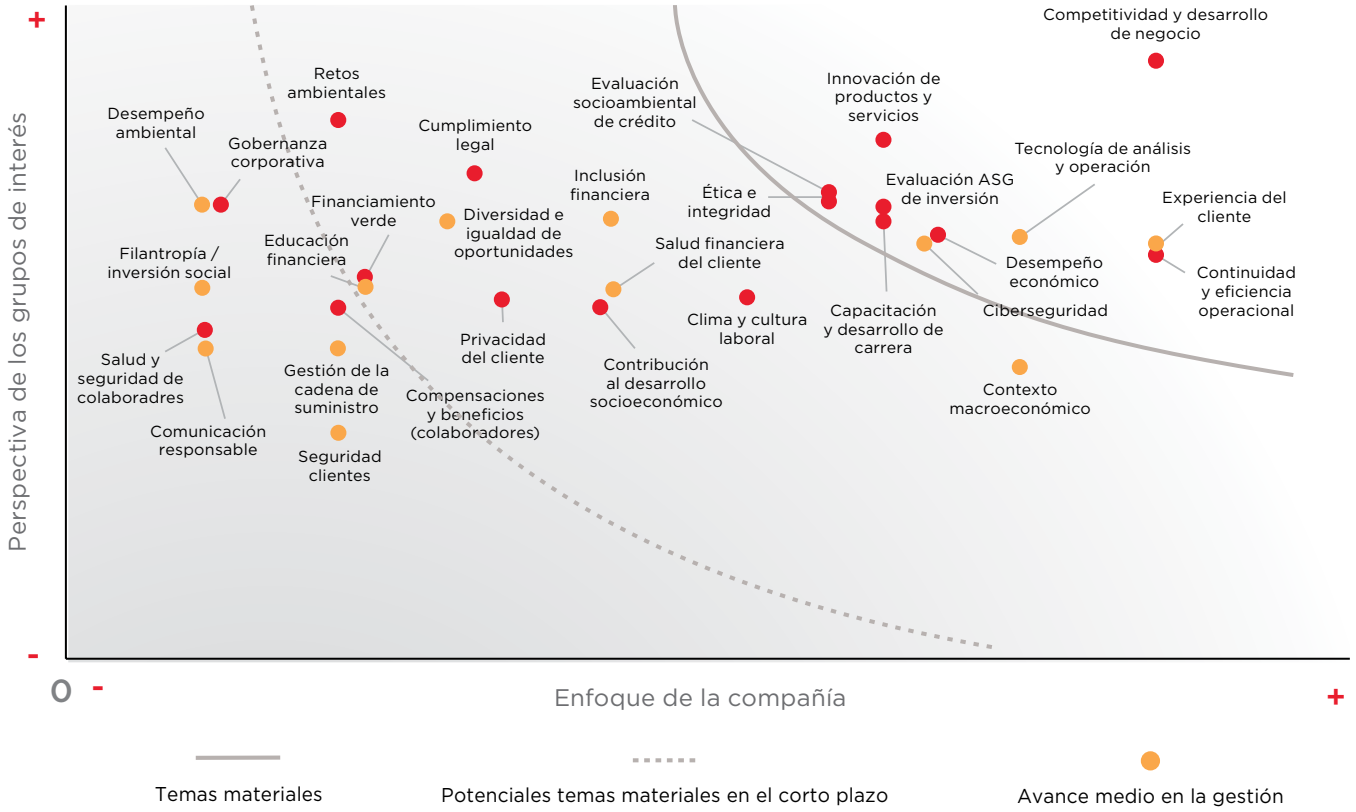 +
Perspectiva de los grupos de interés
-
Competitividad y desarrollo
de negocio
Retos
ambientales
Evaluación
socioambiental
de crédito
Innovación de
productos y
servicios
Desempeño
ambiental
Gobernanza
corporativa
Cumplimiento
legal
Tecnología de análisis
y operación
Inclusión
financiera
Ética e
integridad
Evaluación ASG
de inversión
Experiencia del
cliente
Financiamiento
verde
Diversidad e
igualdad de
oportunidades
Educación
financiera
Salud financiera
del cliente
Filantropía /
inversión social
Desempeño
económico
Continuidad
y eficiencia
operacional
Ciberseguridad
Capacitación
y desarrollo de
carrera
Clima y cultura
laboral
Privacidad
del cliente
Contribución
al desarrollo
socioeconómico
Salud y
seguridad de
colaboradres
Gestión de la
cadena de
suministro
Compensaciones
y beneficios
(colaboradores)
Contexto
macroeconómico
Comunicación
responsable
Seguridad
clientes
0
-
Enfoque de la compañía
+
Temas materiales
Potenciales temas materiales en el corto plazo
Avance medio en la gestión